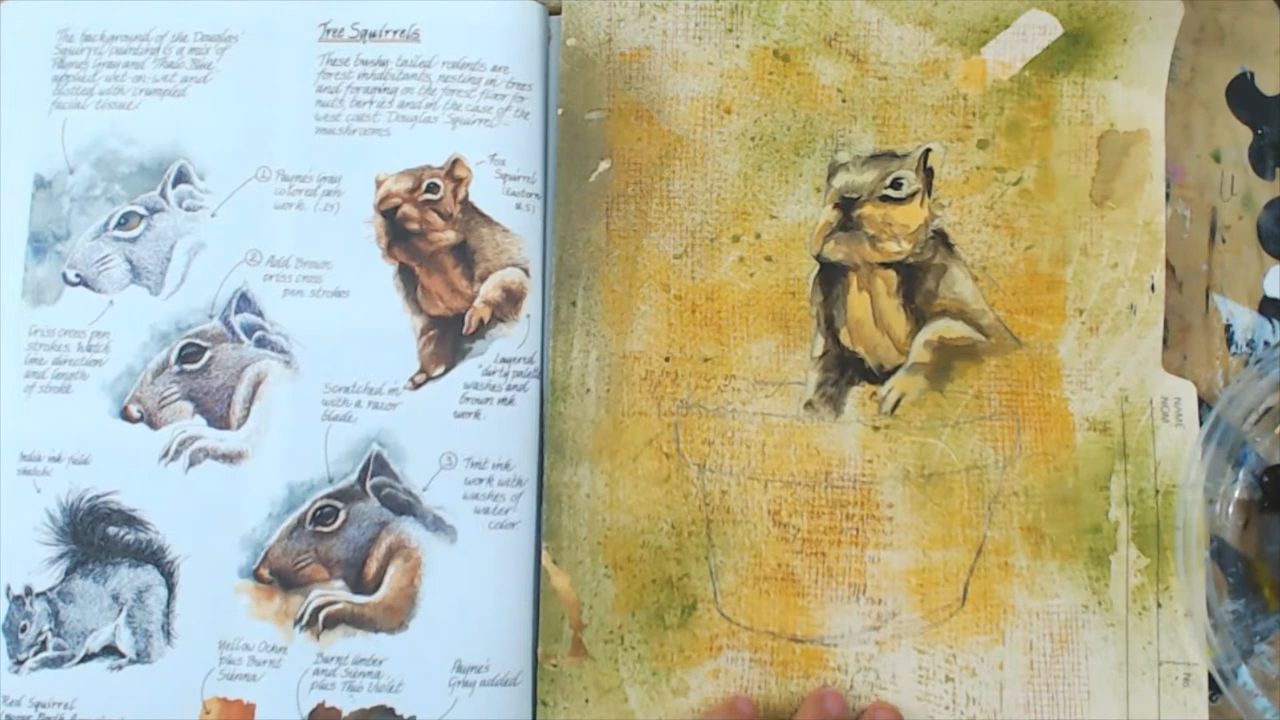 The background of the Douglas'
Squirrel painting is a mix of
Payne's Gray and Thalo Blue
applied wet-on-wet and
blotted with crumpled
facial tissue
Tree Squirrels
These bushy-tailed rodents are
forest inhabitants, nesting in trees
and foraging on the forest floor for
nuts, berries and in the case of the
west coast Douglas' Squirrel -
mushrooms
① Payne's Gray
colored pen
work. (.25)
Fox
Squirrel
(Eastern
U.S.)
② Add Brown
criss cross
pen strokes
Criss cross pen
strokes. Watch
line direction
and length
of stroke
Layered
"dirty palette"
washes and
brown ink
work.
Scratched in
with a razor
blade
③ Tint ink
work with
washes of
water
color
India ink field
sketch
Yellow Ochre
plus Burnt
Sienna
Burnt Umber
and Sienna,
plus Thio Violet
Payne's
Gray added
Red Squirrel
NAME
NOM
No.